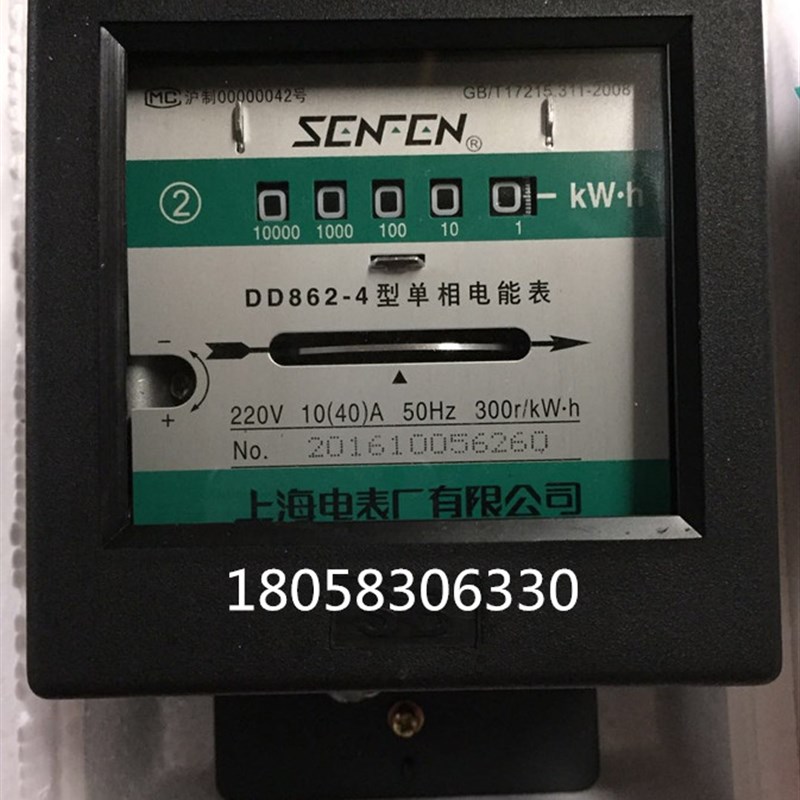 MC 沪制00000042号 GB/T17215.311-2008
SENFEN®
② 0 0 0 0 0 kW·h
10000 1000 100 10 1
DD862-4型单相电能表
−
+
220V 10(40)A 50Hz 300r/kW·h
No. 201610056260
上海电表厂有限公司
18058306330